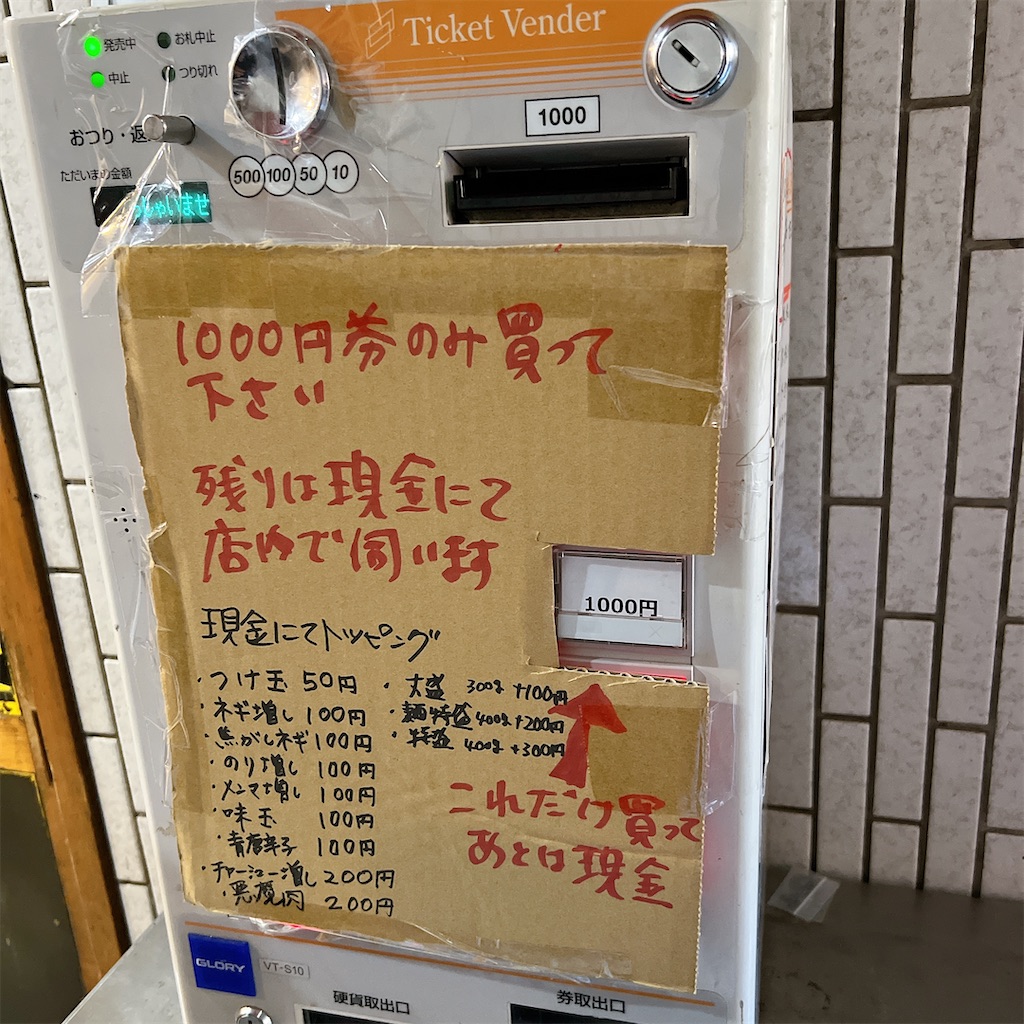 Ticket Vender
発売中
お札中止
中止
つり切れ
おつり・返
ただいまの金額
しゃいませ
500 100 50 10
1000
1000円券のみ買って
下さい
残りは現金にて
店内で伺います
1000円
現金にてトッピング
・つけ玉 50円
・ネギ増し 100円
・焦がしネギ 100円
・のり増し 100円
・メンマ増し 100円
・味玉 100円
・青唐辛子 100円
・チャーシュー増し 200円
・悪魔肉 200円
・大盛 300g +100円
・麺特盛 400g +200円
・特盛 400g +300円
これだけ買って
あとは現金
GLORY
VT-S10
硬貨取出口
券取出口